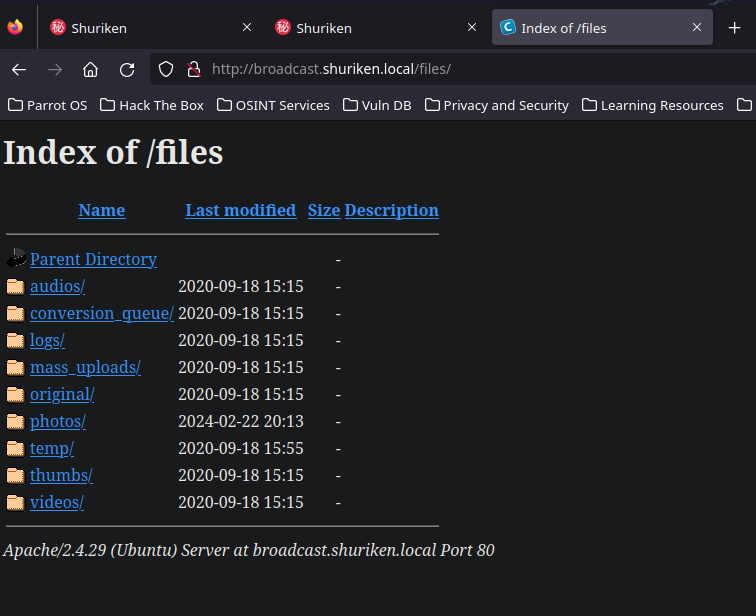 秘 Shuriken 秘 Shuriken C Index of /files
http://broadcast.shuriken.local/files/
Parrot OS Hack The Box OSINT Services Vuln DB Privacy and Security Learning Resources
Index of /files
Name Last modified Size Description
Parent Directory -
audios/ 2020-09-18 15:15 -
conversion_queue/ 2020-09-18 15:15 -
logs/ 2020-09-18 15:15 -
mass_uploads/ 2020-09-18 15:15 -
original/ 2020-09-18 15:15 -
photos/ 2024-02-22 20:13 -
temp/ 2020-09-18 15:55 -
thumbs/ 2020-09-18 15:15 -
videos/ 2020-09-18 15:15 -
Apache/2.4.29 (Ubuntu) Server at broadcast.shuriken.local Port 80